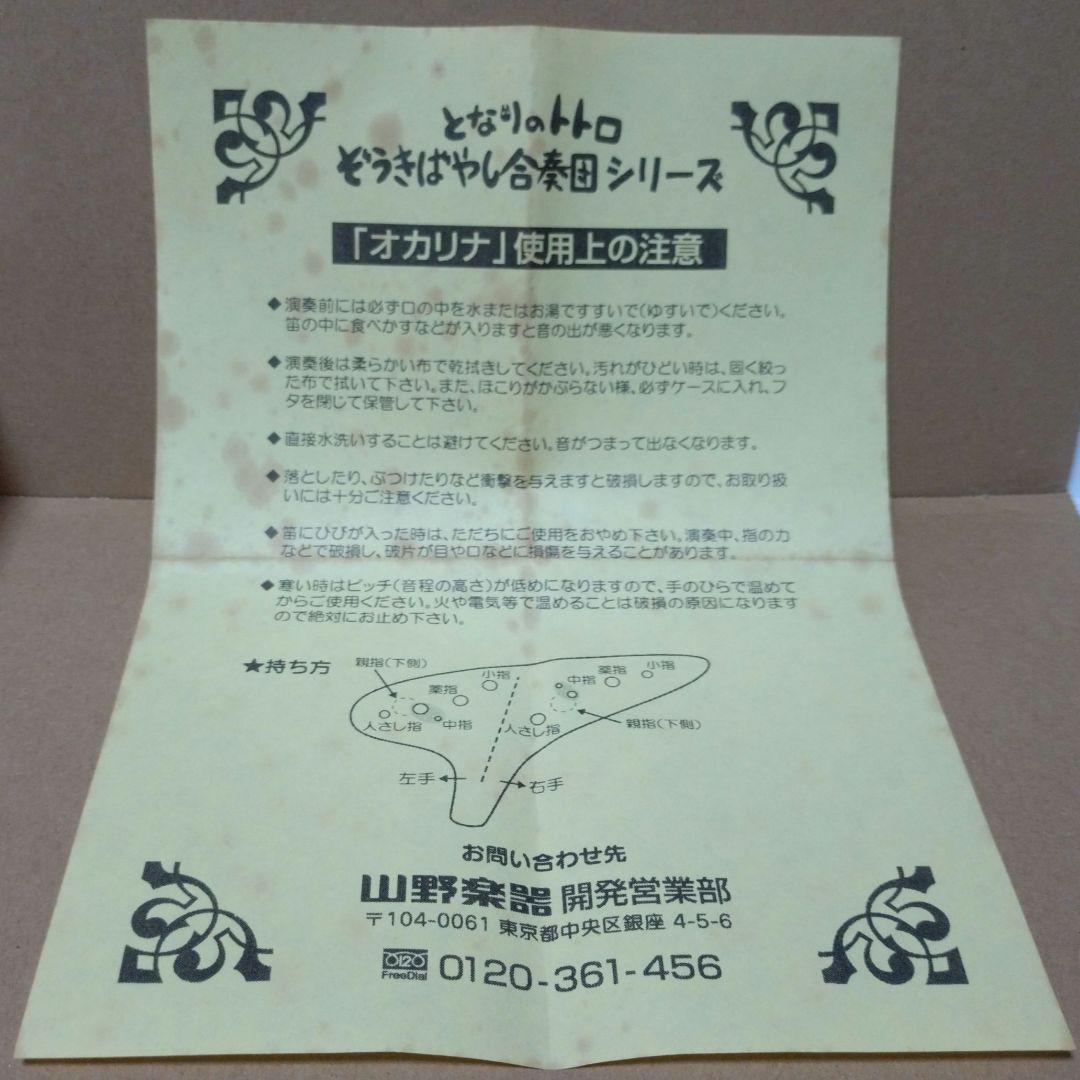 となりのトトロ
ぞうきばやし合奏団シリーズ
「オカリナ」使用上の注意
◆演奏前には必ず口の中を水またはお湯ですすいで(ゆすいで)ください。
笛の中に食べかすなどが入りますと音の出が悪くなります。
◆演奏後は柔らかい布で乾拭きしてください。汚れがひどい時は、固く絞っ
た布で拭いて下さい。また、ほこりがかぶらない様、必ずケースに入れ、フ
タを閉じて保管して下さい。
◆直接水洗いすることは避けてください。音がつまって出なくなります。
◆落としたり、ぶつけたりなど衝撃を与えますと破損しますので、お取り扱
いには十分ご注意ください。
◆笛にひびが入った時は、ただちにご使用をおやめ下さい。演奏中、指の力
などで破損し、破片が目や口などに損傷を与えることがあります。
◆寒い時はピッチ(音程の高さ)が低めになりますので、手のひらで温めて
からご使用ください。火や電気等で温めることは破損の原因になります
ので絶対にお止め下さい。
★持ち方
親指(下側)
小指
薬指
人さし指
中指
小指
薬指
中指
人さし指
親指(下側)
左手
右手
お問い合わせ先
山野楽器 開発営業部
〒104-0061 東京都中央区銀座 4-5-6
0120
FreeDial
0120-361-456